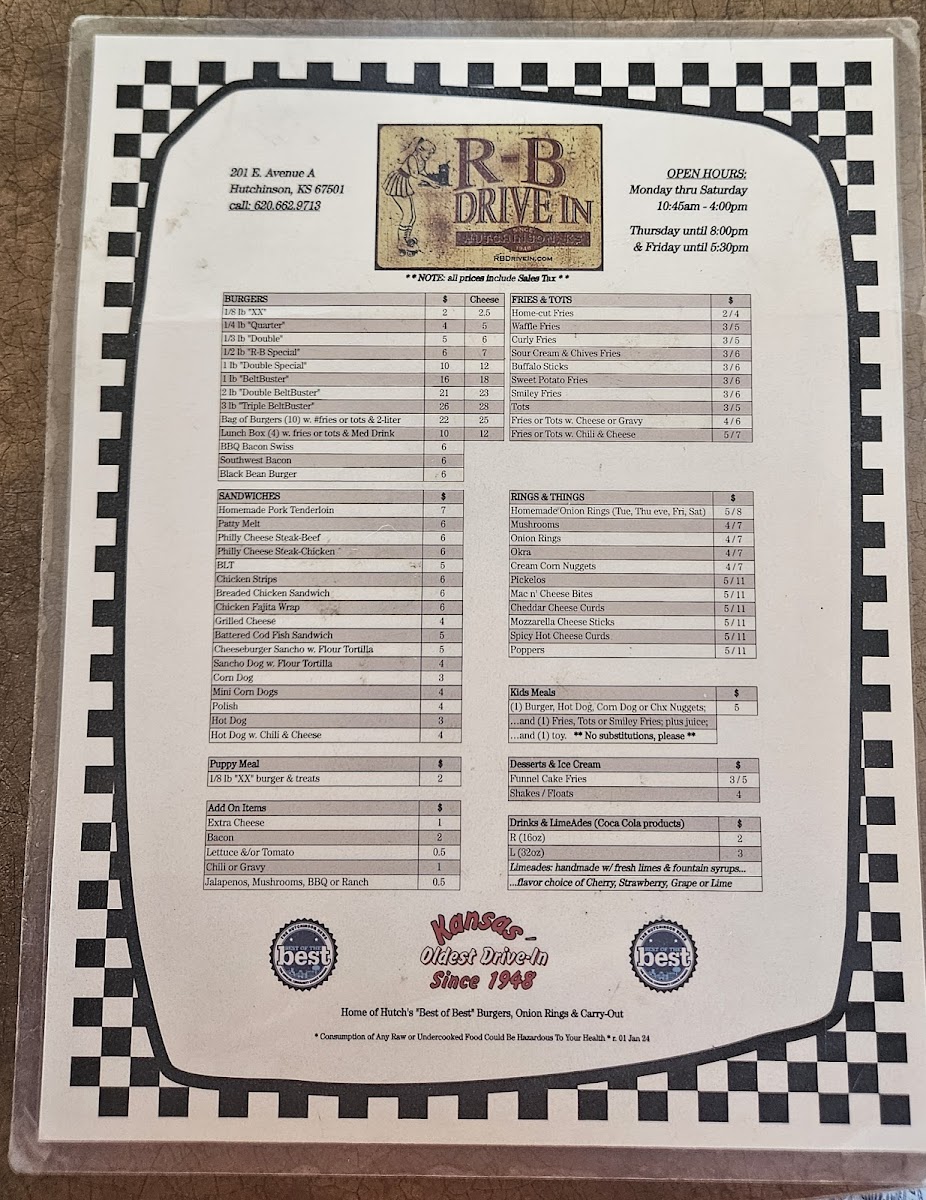 201 E. Avenue A
Hutchinson, KS 67501
call: 620.662.9713
R-B
DRIVE IN
SINCE
HUTCHINSON, KS
1948
RBDriveIn.com
OPEN HOURS:
Monday thru Saturday
10:45am - 4:00pm
Thursday until 8:00pm
& Friday until 5:30pm
** NOTE: all prices include Sales Tax **
BURGERS $ Cheese
1/8 lb "XX" 2 2.5
1/4 lb "Quarter" 4 5
1/3 lb "Double" 5 6
1/2 lb "R-B Special" 6 7
1 lb "Double Special" 10 12
1 lb "BeltBuster" 16 18
2 lb "Double BeltBuster" 21 23
3 lb "Triple BeltBuster" 26 28
Bag of Burgers (10) w. #fries or tots & 2-liter 22 25
Lunch Box (4) w. fries or tots & Med Drink 10 12
BBQ Bacon Swiss 6
Southwest Bacon 6
Black Bean Burger 6
FRIES & TOTS $
Home-cut Fries 2 / 4
Waffle Fries 3 / 5
Curly Fries 3 / 5
Sour Cream & Chives Fries 3 / 6
Buffalo Sticks 3 / 6
Sweet Potato Fries 3 / 6
Smiley Fries 3 / 6
Tots 3 / 5
Fries or Tots w. Cheese or Gravy 4 / 6
Fries or Tots w. Chili & Cheese 5 / 7
SANDWICHES $
Homemade Pork Tenderloin 7
Patty Melt 6
Philly Cheese Steak-Beef 6
Philly Cheese Steak-Chicken 6
BLT 5
Chicken Strips 6
Breaded Chicken Sandwich 6
Chicken Fajita Wrap 6
Grilled Cheese 4
Battered Cod Fish Sandwich 5
Cheeseburger Sancho w. Flour Tortilla 5
Sancho Dog w. Flour Tortilla 4
Corn Dog 3
Mini Corn Dogs 4
Polish 4
Hot Dog 3
Hot Dog w. Chili & Cheese 4
RINGS & THINGS $
Homemade Onion Rings (Tue, Thu eve, Fri, Sat) 5 / 8
Mushrooms 4 / 7
Onion Rings 4 / 7
Okra 4 / 7
Cream Corn Nuggets 4 / 7
Pickelos 5 / 11
Mac n' Cheese Bites 5 / 11
Cheddar Cheese Curds 5 / 11
Mozzarella Cheese Sticks 5 / 11
Spicy Hot Cheese Curds 5 / 11
Poppers 5 / 11
Kids Meals $
(1) Burger, Hot Dog, Corn Dog or Chx Nuggets; 5
...and (1) Fries, Tots or Smiley Fries; plus juice;
...and (1) toy. ** No substitutions, please **
Puppy Meal $
1/8 lb "XX" burger & treats 2
Desserts & Ice Cream $
Funnel Cake Fries 3 / 5
Shakes / Floats 4
Add On Items $
Extra Cheese 1
Bacon 2
Lettuce &/or Tomato 0.5
Chili or Gravy 1
Jalapenos, Mushrooms, BBQ or Ranch 0.5
Drinks & LimeAdes (Coca Cola products) $
R (16oz) 2
L (32oz) 3
Limeades: handmade w/ fresh limes & fountain syrups...
...flavor choice of Cherry, Strawberry, Grape or Lime
THE HUTCHINSON NEWS
BEST OF THE
best
Kansas
Oldest Drive-In
Since 1948
THE HUTCHINSON NEWS
BEST OF THE
best
Home of Hutch's "Best of Best" Burgers, Onion Rings & Carry-Out
* Consumption of Any Raw or Undercooked Food Could Be Hazardous To Your Health * r. 01 Jan 24